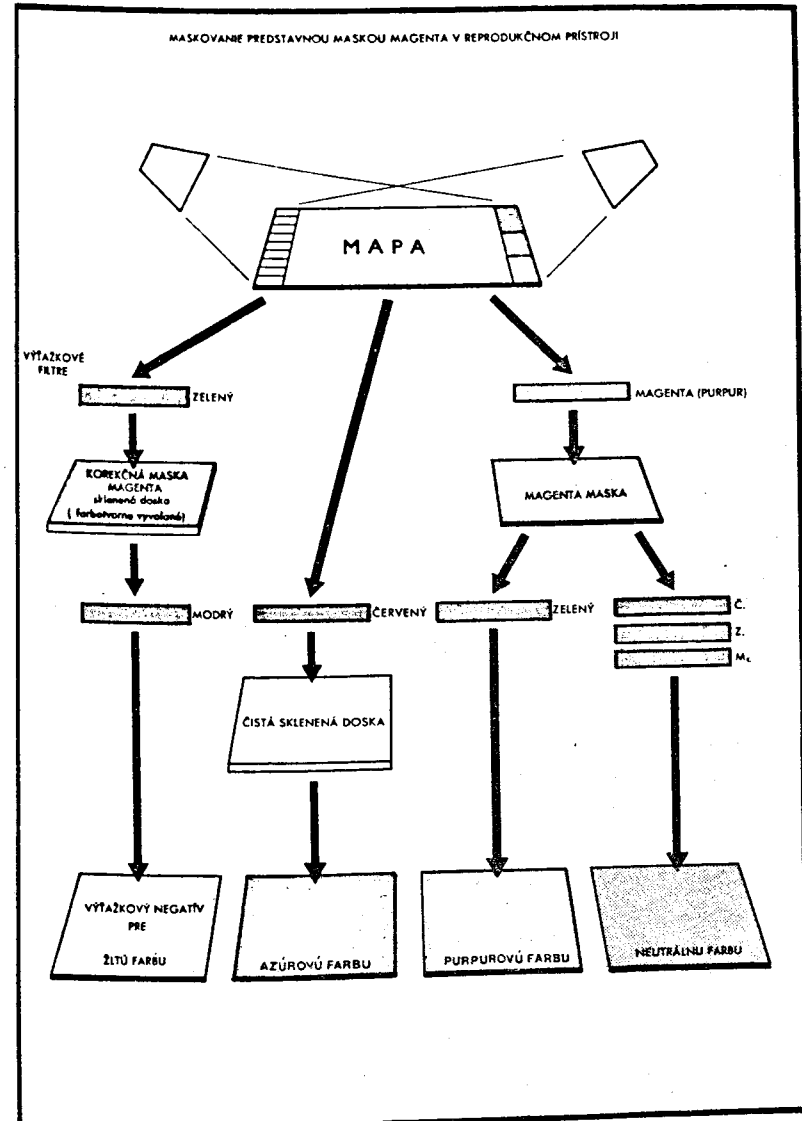 MASKOVANIE PREDSTAVNOU MASKOU MAGENTA V REPRODUKČNOM PRÍSTROJI
MAPA
VÝŤAŽKOVÉ
FILTRE
ZELENÝ
MAGENTA (PURPUR)
KOREKČNÁ MASKA
MAGENTA
sklenená doska
( farbotvorne vyvolané)
MAGENTA MASKA
MODRÝ
ČERVENÝ
ZELENÝ
Č.
Z.
M.
ČISTÁ SKLENENÁ DOSKA
VÝŤAŽKOVÝ NEGATÍV
PRE
ŽLTÚ FARBU
AZÚROVÚ FARBU
PURPUROVÚ FARBU
NEUTRÁLNU FARBU